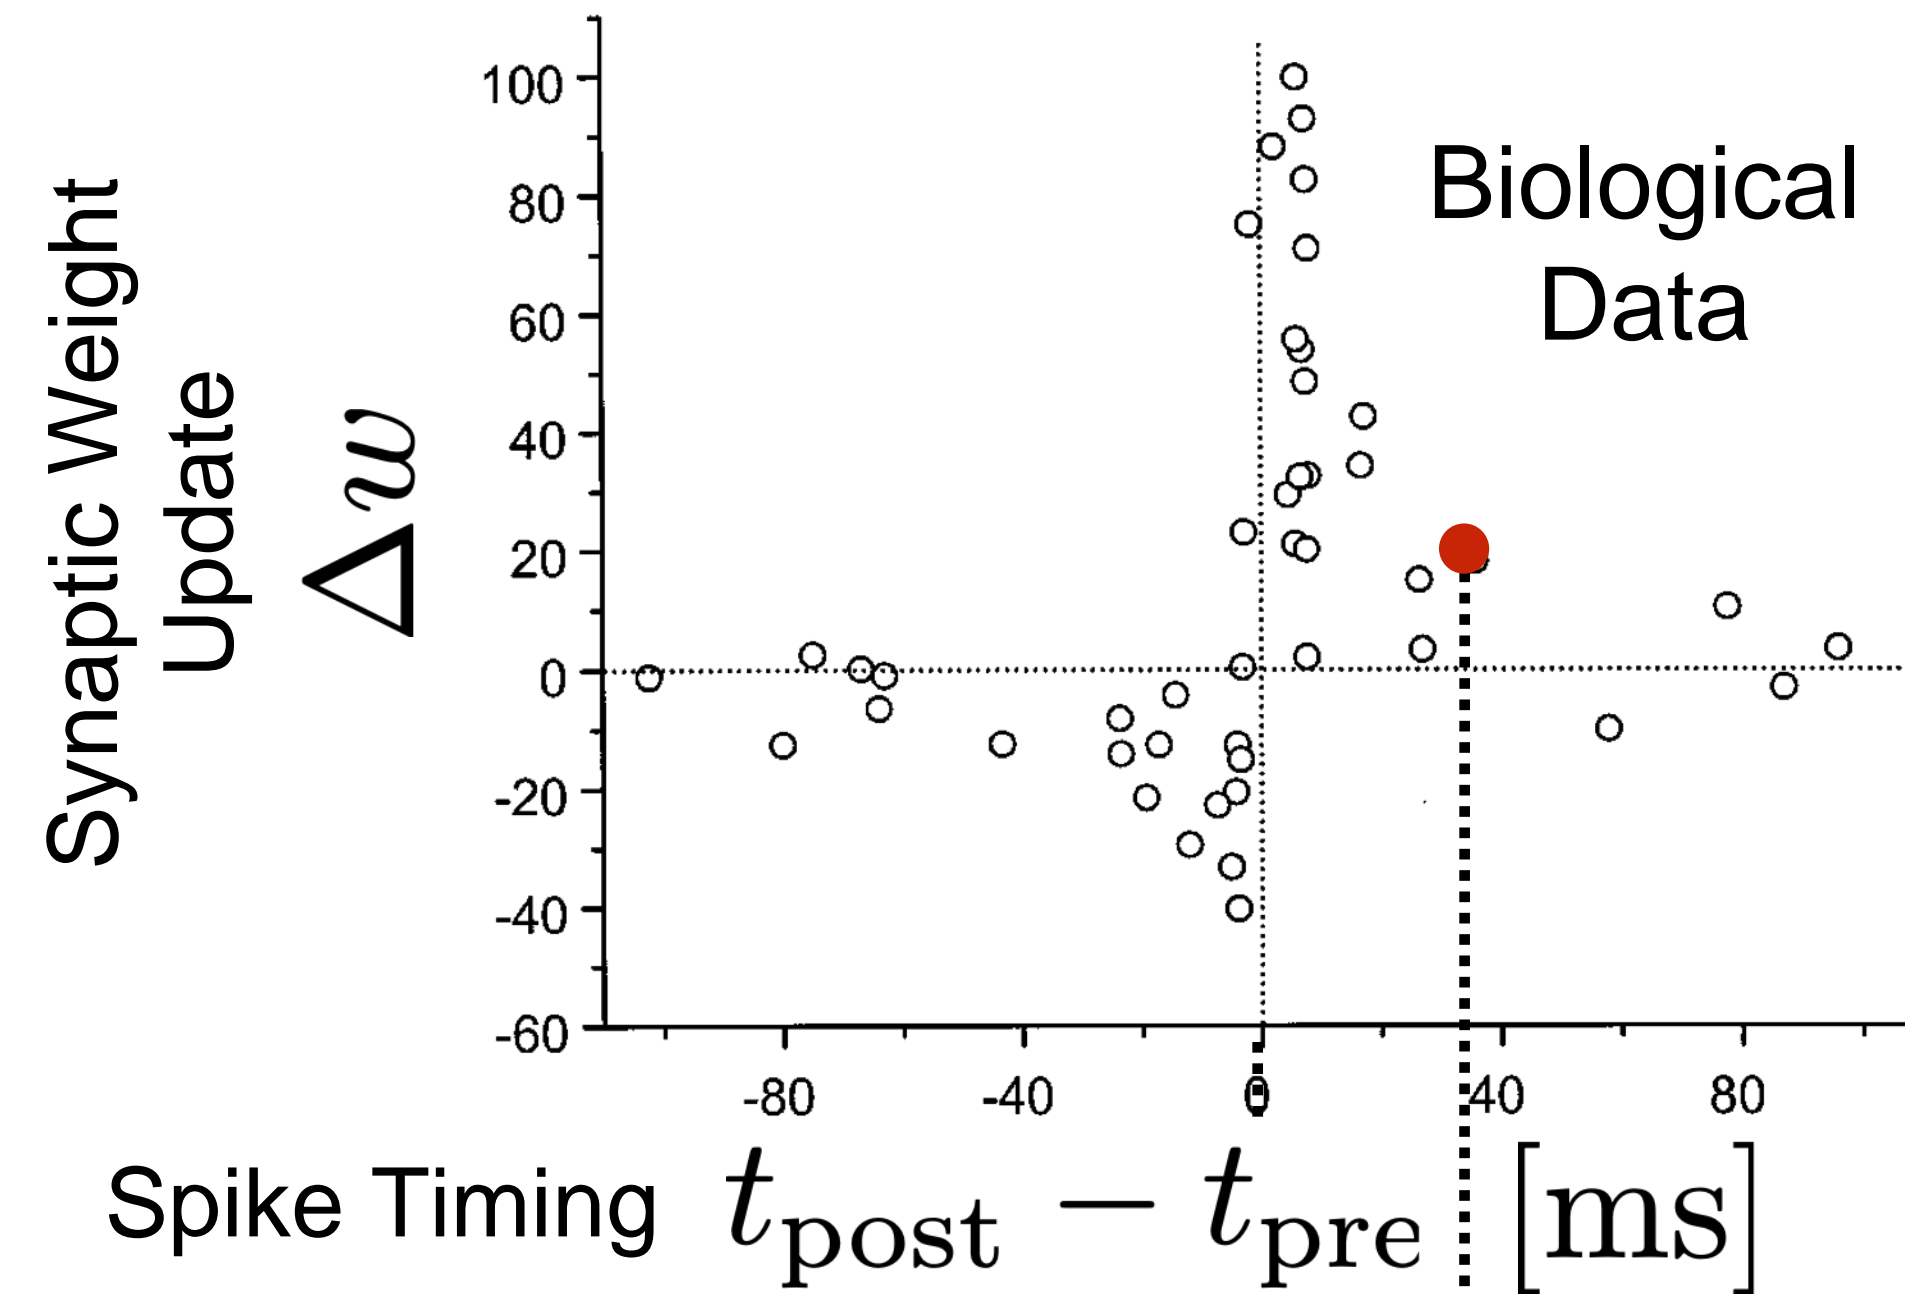 Synaptic Weight
Update
Δw
100
80
60
40
20
0
-20
-40
-60
Biological
Data
-80
-40
0
40
80
Spike Timing t_post − t_pre [ms]